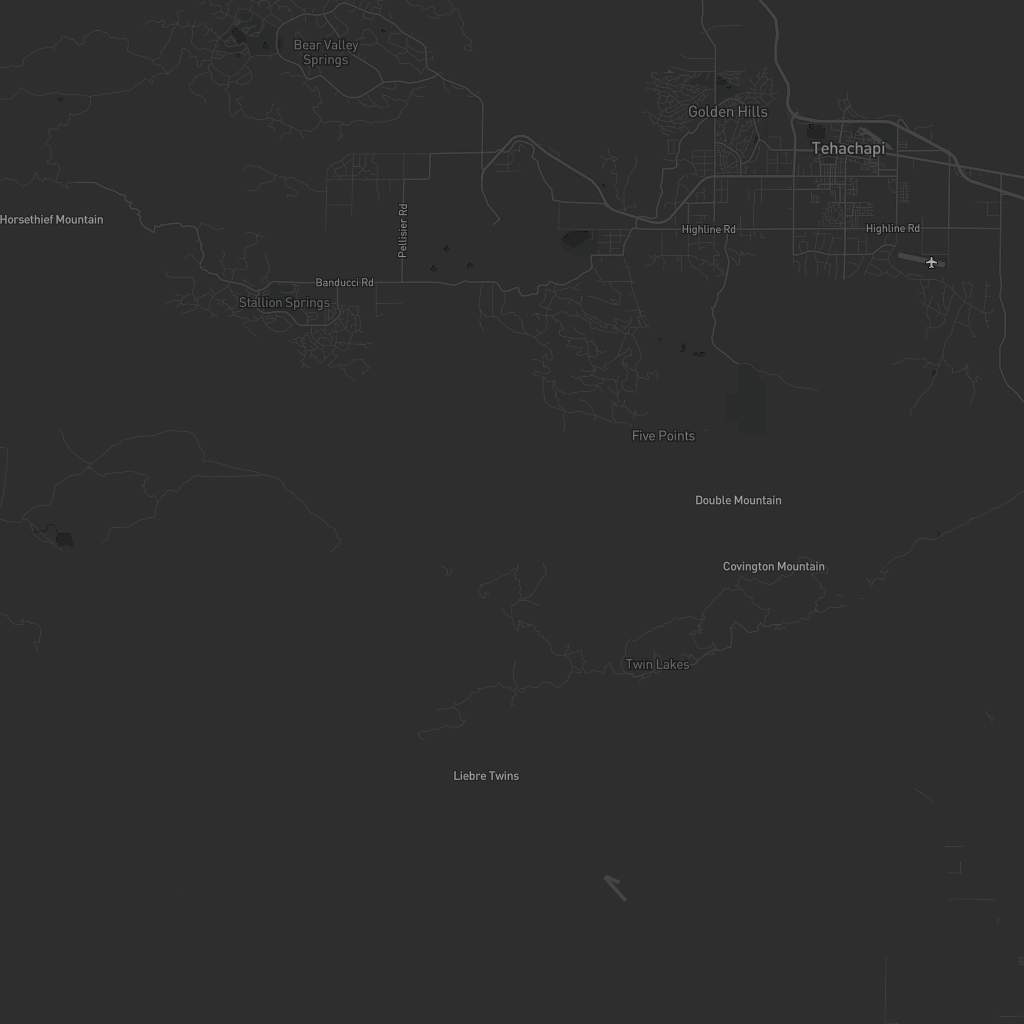 Bear Valley
Springs
Golden Hills
Tehachapi
Horsethief Mountain
Pellisier Rd
Highline Rd
Highline Rd
Banducci Rd
Stallion Springs
Five Points
Double Mountain
Covington Mountain
Twin Lakes
Liebre Twins